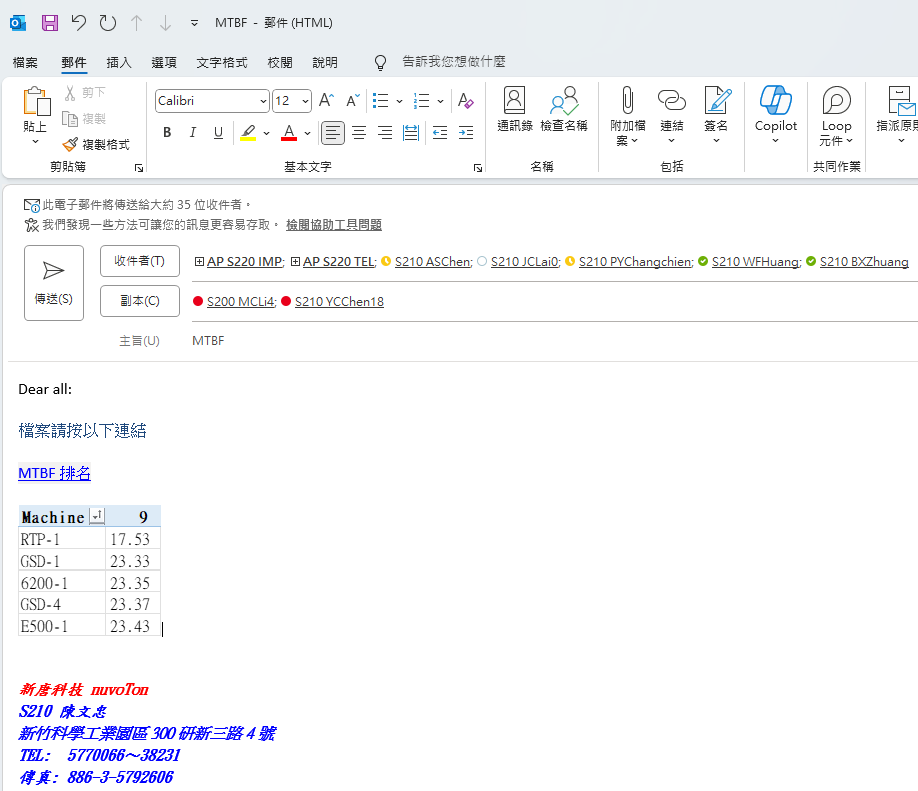 MTBF - 郵件 (HTML)
檔案 郵件 插入 選項 文字格式 校閱 說明 告訴我您想做什麼
貼上
剪下
複製
複製格式
剪貼簿
Calibri 12
B I U A
基本文字
通訊錄 檢查名稱
名稱
附加檔案 連結 簽名
包括
Copilot
Loop 元件
共同作業
指派原則
此電子郵件將傳送給大約 35 位收件者。
我們發現一些方法可讓您的訊息更容易存取。 檢閱協助工具問題
傳送(S)
收件者(T) AP S220 IMP; AP S220 TEL; S210 ASChen; S210 JCLai0; S210 PYChangchien; S210 WFHuang; S210 BXZhuang
副本(C) S200 MCLi4; S210 YCChen18
主旨(U) MTBF
Dear all:
檔案請按以下連結
MTBF 排名
Machine 9
RTP-1 17.53
GSD-1 23.33
6200-1 23.35
GSD-4 23.37
E500-1 23.43
新唐科技 nuvoTon
S210 陳文忠
新竹科學工業園區 300 研新三路 4 號
TEL: 5770066～38231
傳真: 886-3-5792606